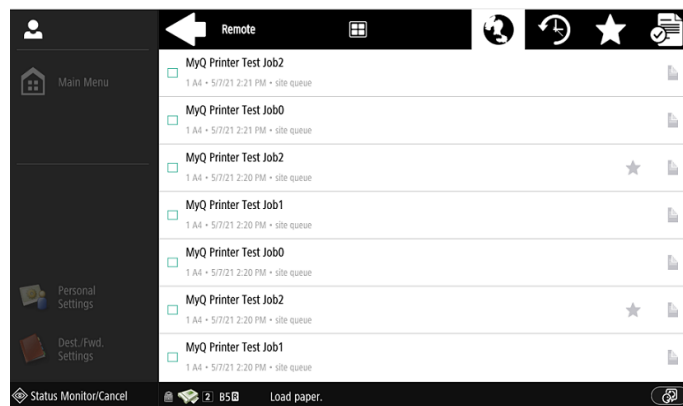 Remote
Main Menu
MyQ Printer Test Job2
1 A4 • 5/7/21 2:21 PM • site queue
MyQ Printer Test Job0
1 A4 • 5/7/21 2:21 PM • site queue
MyQ Printer Test Job2
1 A4 • 5/7/21 2:20 PM • site queue
MyQ Printer Test Job1
1 A4 • 5/7/21 2:20 PM • site queue
MyQ Printer Test Job0
1 A4 • 5/7/21 2:20 PM • site queue
MyQ Printer Test Job2
1 A4 • 5/7/21 2:20 PM • site queue
MyQ Printer Test Job1
1 A4 • 5/7/21 2:20 PM • site queue
Personal
Settings
Dest./Fwd.
Settings
Status Monitor/Cancel
2 B5R Load paper.